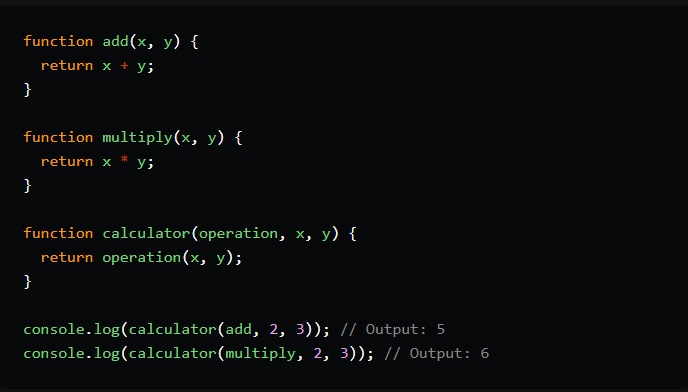 function add(x, y) {
  return x + y;
}

function multiply(x, y) {
  return x * y;
}

function calculator(operation, x, y) {
  return operation(x, y);
}

console.log(calculator(add, 2, 3)); // Output: 5
console.log(calculator(multiply, 2, 3)); // Output: 6